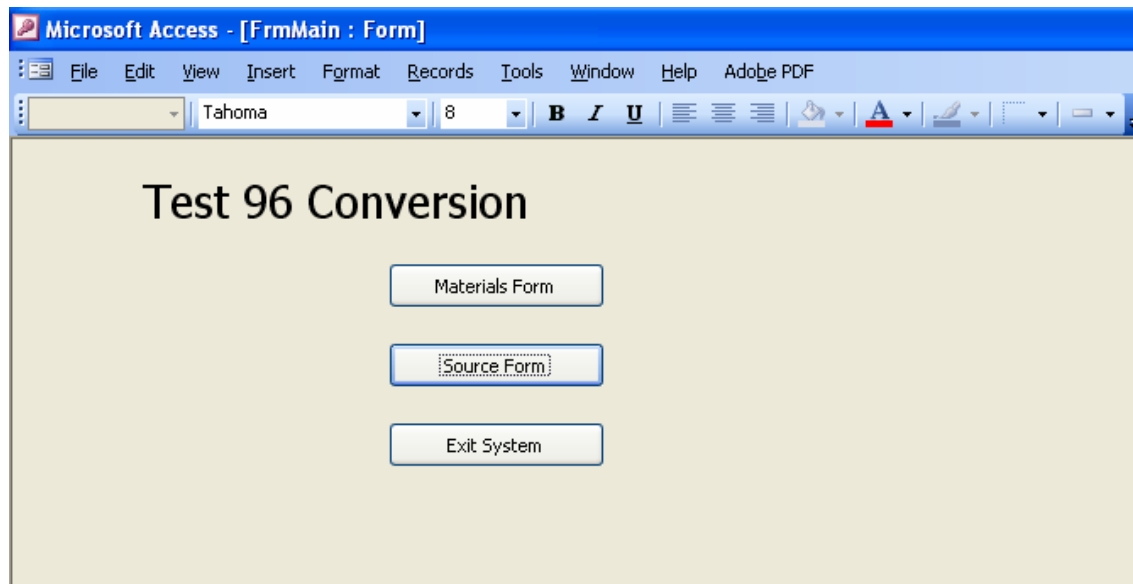 Microsoft Access - [FrmMain : Form]
File Edit View Insert Format Records Tools Window Help Adobe PDF
Tahoma 8 B I U A
Test 96 Conversion
Materials Form
Source Form
Exit System